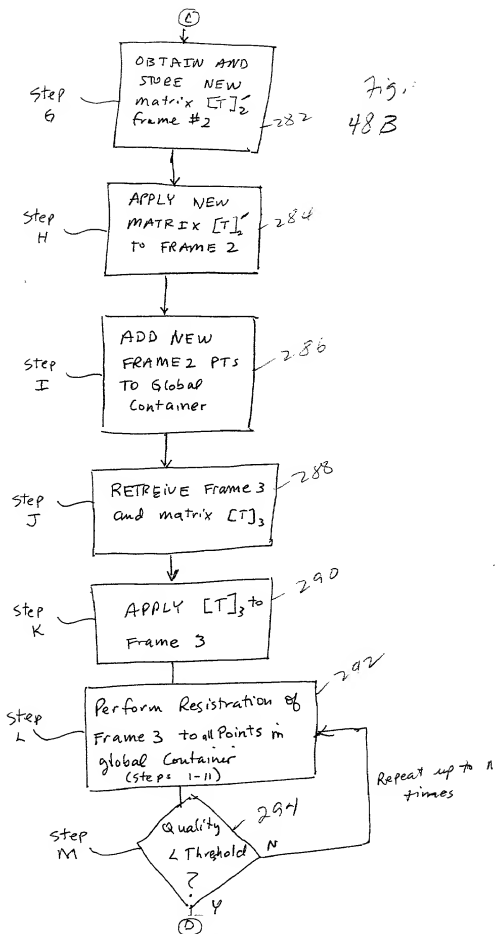 C
OBTAIN AND
STORE NEW
matrix [T]₂′
frame #2
Step
G
282
Fig.
48B
APPLY NEW
MATRIX [T]₂′
to FRAME 2
Step
H
284
ADD NEW
FRAME 2 PTs
To Global
Container
Step
I
286
RETREIVE Frame 3
and matrix [T]₃
Step
J
288
APPLY [T]₃ to
Frame 3
Step
K
290
Perform Registration of
Frame 3 to all Points in
global Container
(steps 1-11)
Step
L
292
Repeat up to n
times
Quality
< Threshold
?
Step
M
294
N
Y
D